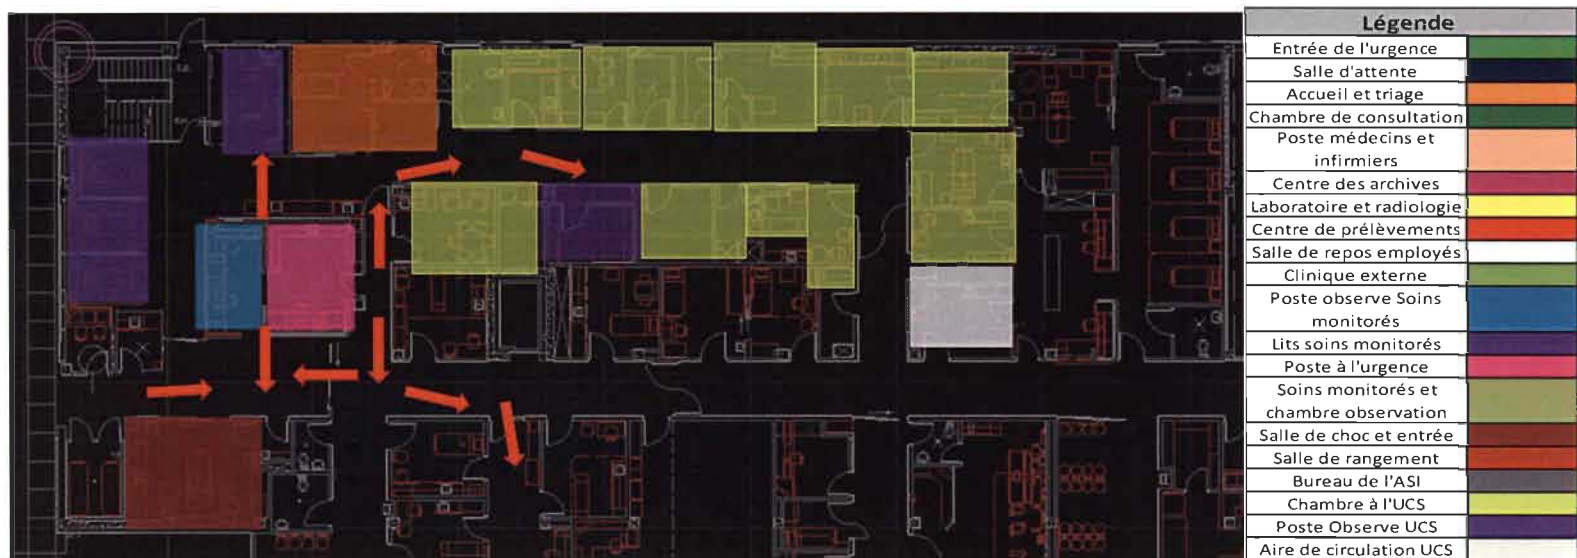 Légende
Entrée de l'urgence
Salle d'attente
Accueil et triage
Chambre de consultation
Poste médecins et
infirmiers
Centre des archives
Laboratoire et radiologie
Centre de prélèvements
Salle de repos employés
Clinique externe
Poste observe Soins
monitorés
Lits soins monitorés
Poste à l'urgence
Soins monitorés et
chambre observation
Salle de choc et entrée
Salle de rangement
Bureau de l'ASI
Chambre à l'UCS
Poste Observe UCS
Aire de circulation UCS